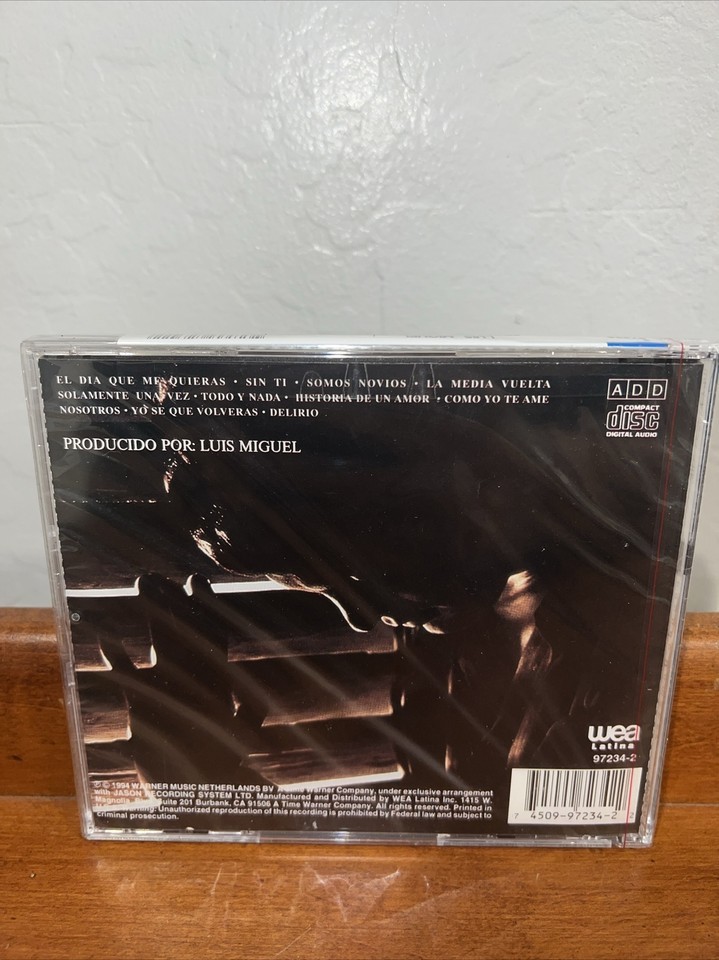 EL DIA QUE ME QUIERAS · SIN TI · SOMOS NOVIOS · LA MEDIA VUELTA
SOLAMENTE UNA VEZ · TODO Y NADA · HISTORIA DE UN AMOR · COMO YO TE AME
NOSOTROS · YO SE QUE VOLVERAS · DELIRIO
PRODUCIDO POR: LUIS MIGUEL
ADD
COMPACT
disc
DIGITAL AUDIO
wea
Latina
97234-2
℗ © 1994 WARNER MUSIC NETHERLANDS BV A Time Warner Company, under exclusive arrangement
with JASON RECORDING SYSTEM LTD. Manufactured and Distributed by WEA Latina Inc. 1415 W.
Magnolia Suite 201 Burbank, CA 91506 A Time Warner Company. All rights reserved. Printed in
Warning: Unauthorized reproduction of this recording is prohibited by Federal law and subject to
criminal prosecution.
7 4509-97234-2 2